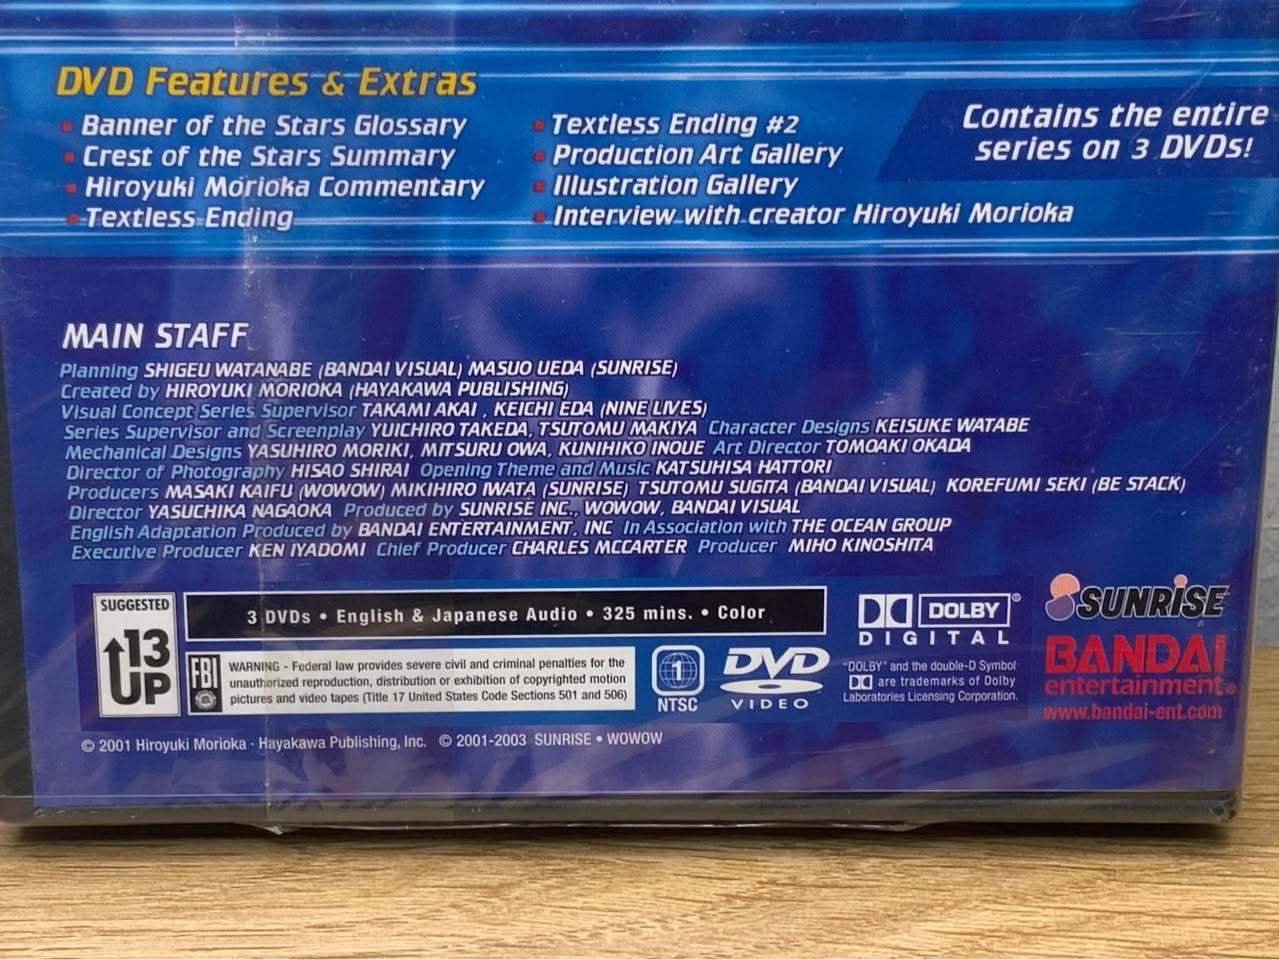 DVD Features & Extras
Banner of the Stars Glossary
Crest of the Stars Summary
Hiroyuki Morioka Commentary
Textless Ending
Textless Ending #2
Production Art Gallery
Illustration Gallery
Interview with creator Hiroyuki Morioka
Contains the entire
series on 3 DVDs!
MAIN STAFF
Planning SHIGEU WATANABE (BANDAI VISUAL) MASUO UEDA (SUNRISE)
Created by HIROYUKI MORIOKA (HAYAKAWA PUBLISHING)
Visual Concept Series Supervisor TAKAMI AKAI , KEICHI EDA (NINE LIVES)
Series Supervisor and Screenplay YUICHIRO TAKEDA, TSUTOMU MAKIYA Character Designs KEISUKE WATABE
Mechanical Designs YASUHIRO MORIKI, MITSURU OWA, KUNIHIKO INOUE Art Director TOMOAKI OKADA
Director of Photography HISAO SHIRAI Opening Theme and Music KATSUHISA HATTORI
Producers MASAKI KAIFU (WOWOW) MIKIHIRO IWATA (SUNRISE) TSUTOMU SUGITA (BANDAI VISUAL) KOREFUMI SEKI (BE STACK)
Director YASUCHIKA NAGAOKA Produced by SUNRISE INC., WOWOW, BANDAI VISUAL
English Adaptation Produced by BANDAI ENTERTAINMENT, INC In Association with THE OCEAN GROUP
Executive Producer KEN IYADOMI Chief Producer CHARLES MCCARTER Producer MIHO KINOSHITA
SUGGESTED
13
UP
3 DVDs • English & Japanese Audio • 325 mins. • Color
FBI
WARNING - Federal law provides severe civil and criminal penalties for the
unauthorized reproduction, distribution or exhibition of copyrighted motion
pictures and video tapes (Title 17 United States Code Sections 501 and 506)
1
NTSC
DVD
VIDEO
DOLBY®
DIGITAL
"DOLBY" and the double-D Symbol
are trademarks of Dolby
Laboratories Licensing Corporation.
SUNRISE
BANDAI
entertainment®
www.bandai-ent.com
© 2001 Hiroyuki Morioka · Hayakawa Publishing, Inc. © 2001-2003 SUNRISE • WOWOW